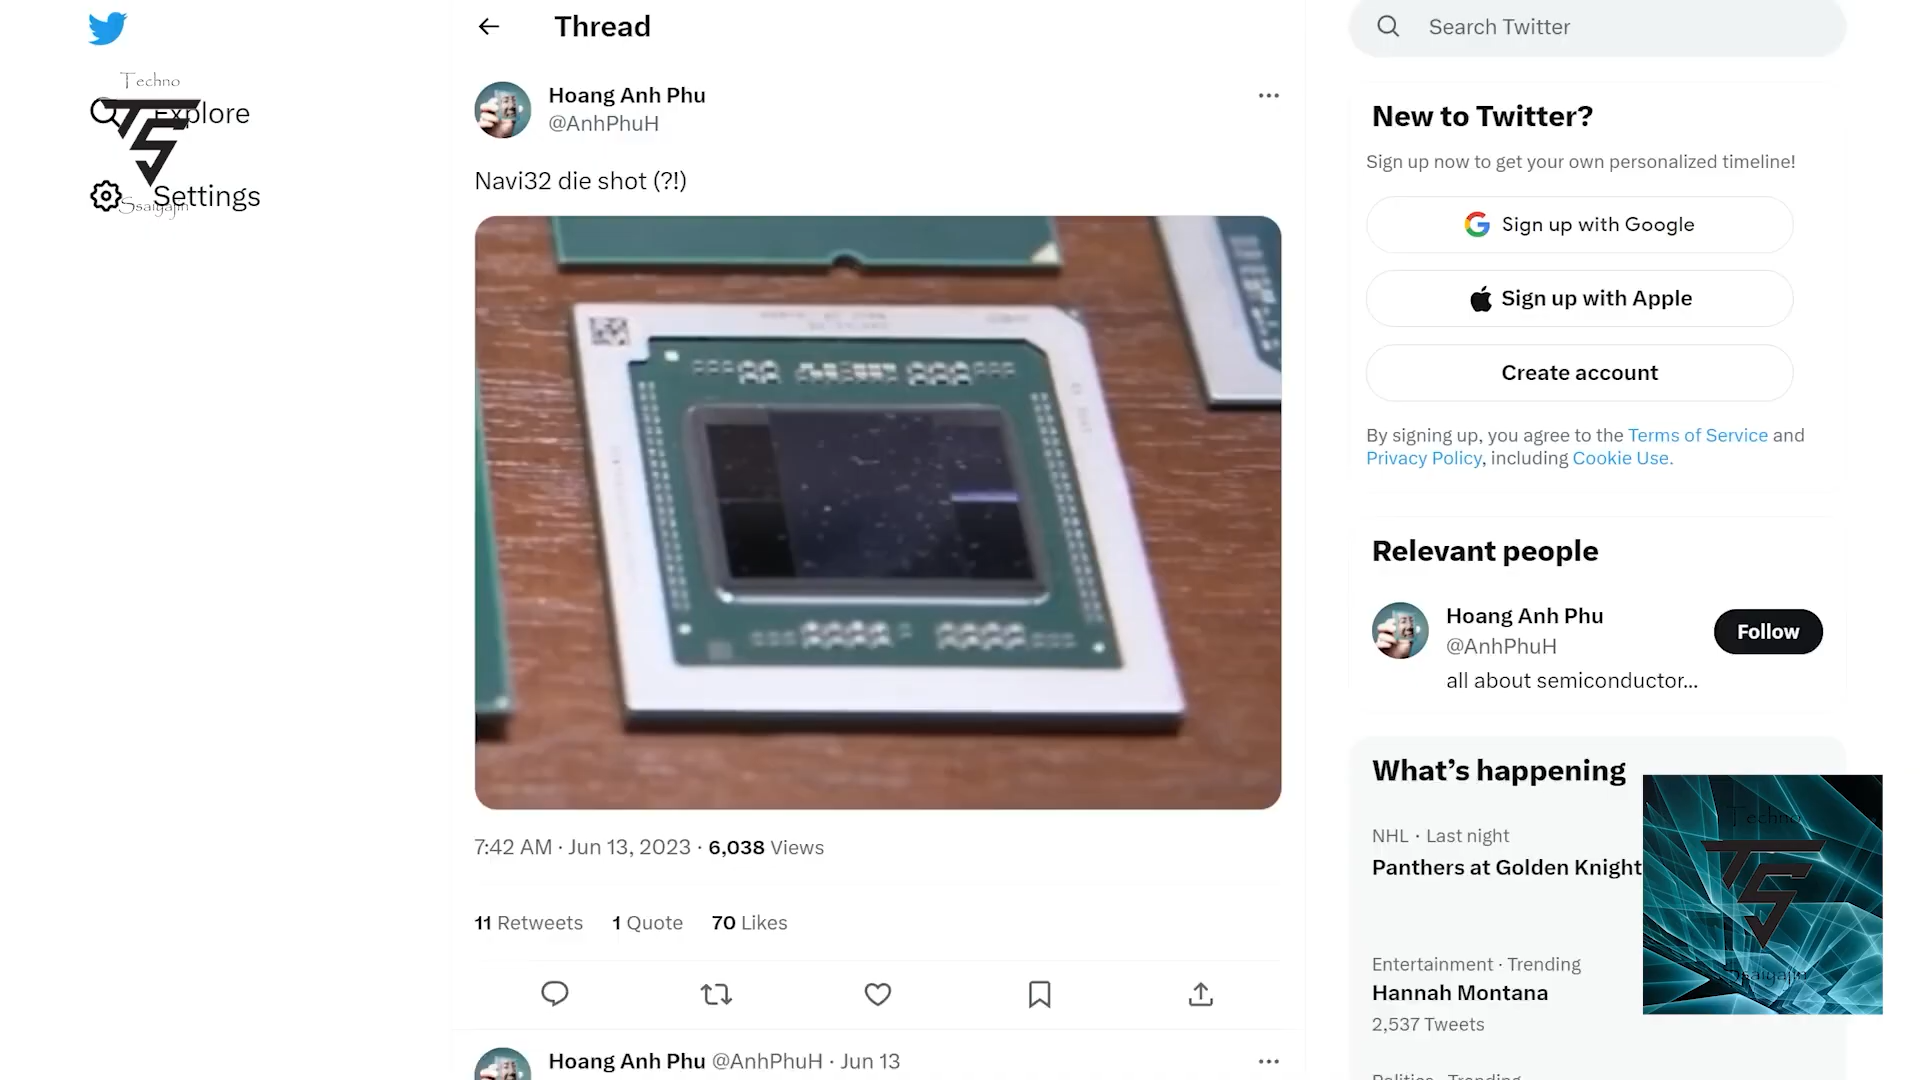 Techno
Explore
Settings
Ssaiyajin
Thread
Hoang Anh Phu
@AnhPhuH
Navi32 die shot (?!)
7:42 AM · Jun 13, 2023 · 6,038 Views
11 Retweets 1 Quote 70 Likes
Hoang Anh Phu @AnhPhuH · Jun 13
Search Twitter
New to Twitter?
Sign up now to get your own personalized timeline!
Sign up with Google
Sign up with Apple
Create account
By signing up, you agree to the Terms of Service and
Privacy Policy, including Cookie Use.
Relevant people
Hoang Anh Phu
@AnhPhuH
Follow
all about semiconductor...
What's happening
NHL · Last night
Panthers at Golden Knight
Entertainment · Trending
Hannah Montana
2,537 Tweets
Politics · Trending
Techno
Ssaiyajin